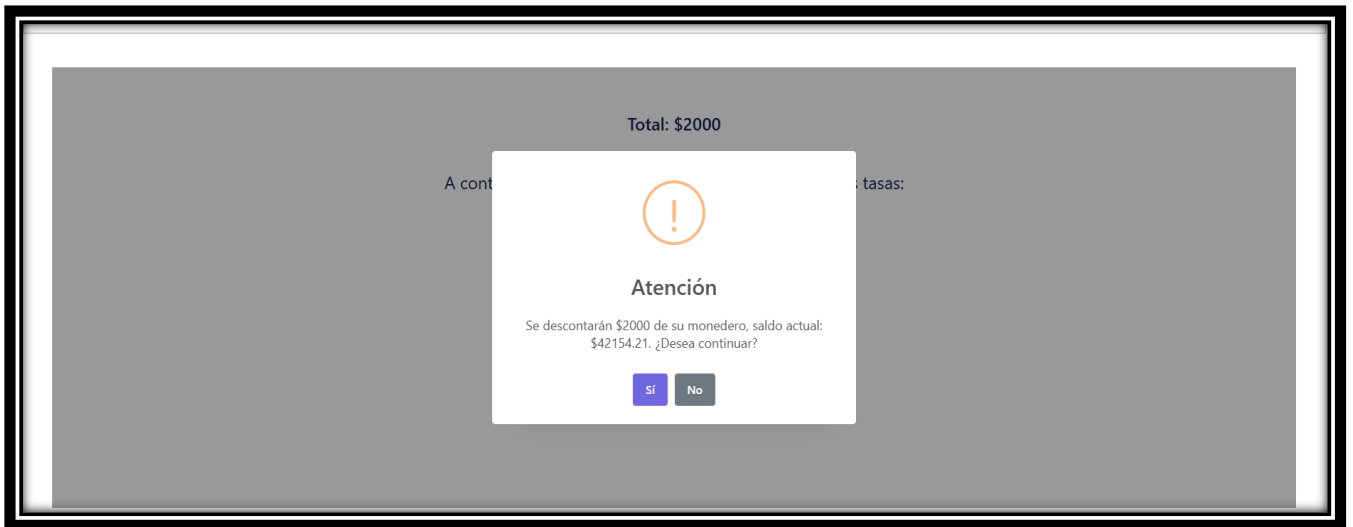 Total: $2000
A cont
tasas:
!
Atención
Se descontarán $2000 de su monedero, saldo actual:
$42154.21. ¿Desea continuar?
Sí No